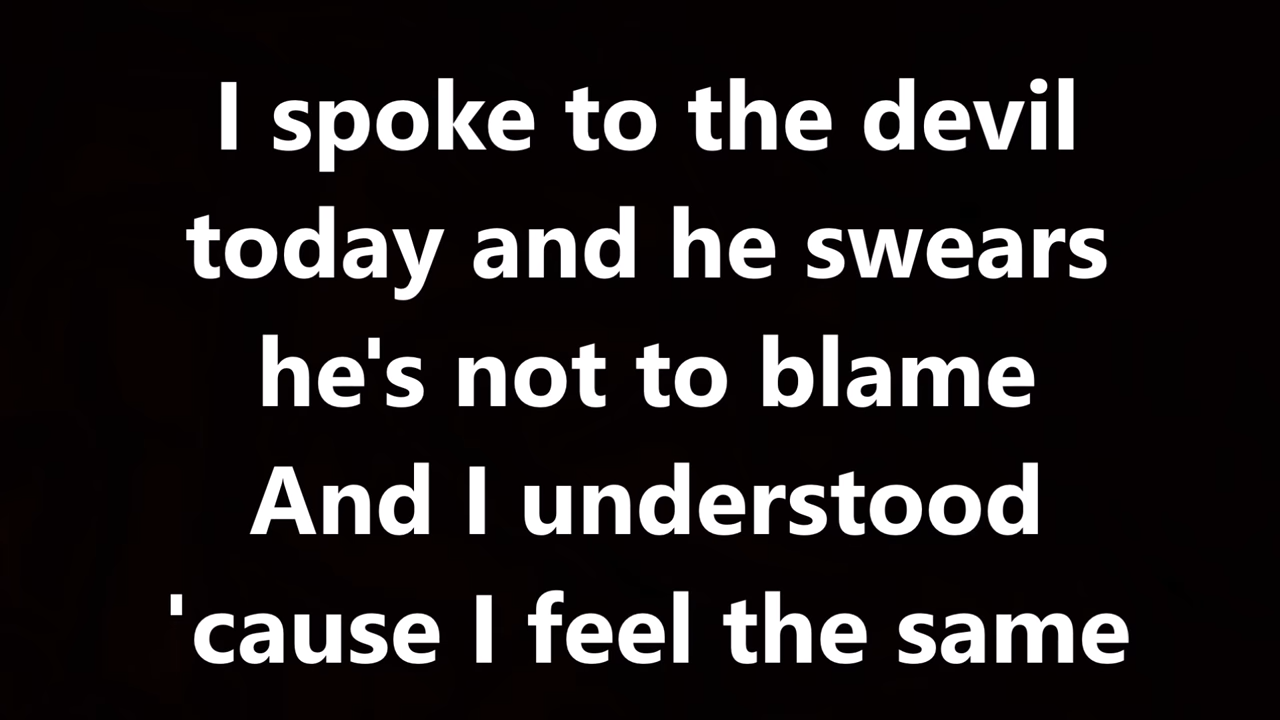 I spoke to the devil
today and he swears
he's not to blame
And I understood
'cause I feel the same